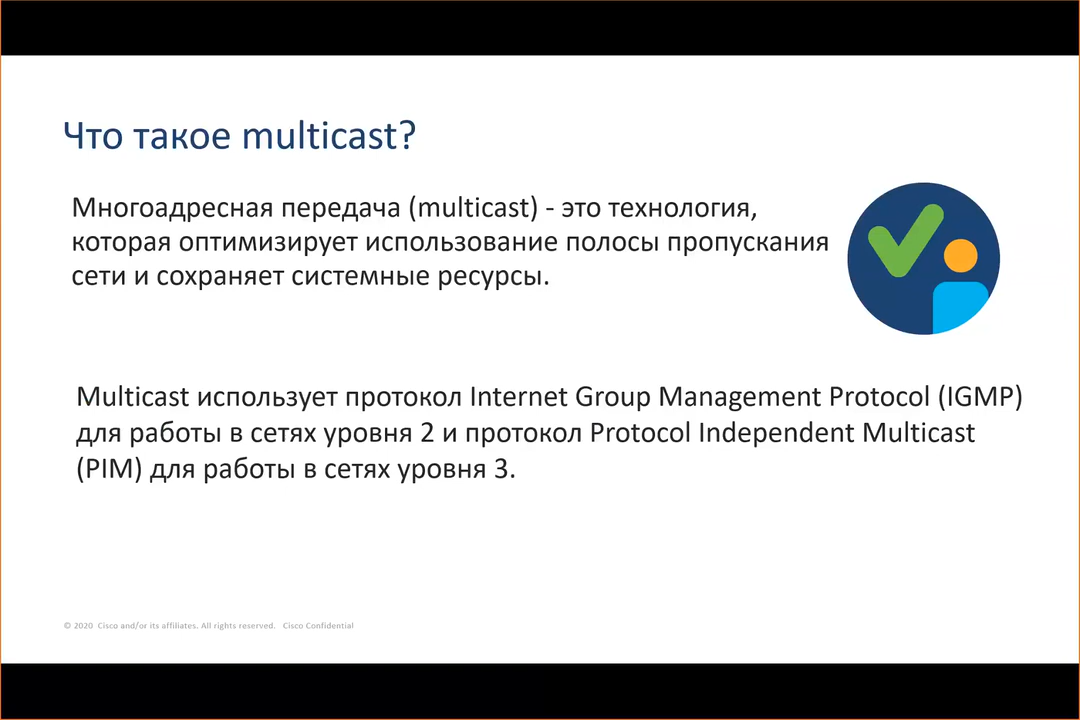 Что такое multicast?
Многоадресная передача (multicast) - это технология,
которая оптимизирует использование полосы пропускания
сети и сохраняет системные ресурсы.
Multicast использует протокол Internet Group Management Protocol (IGMP)
для работы в сетях уровня 2 и протокол Protocol Independent Multicast
(PIM) для работы в сетях уровня 3.
© 2020 Cisco and/or its affiliates. All rights reserved. Cisco Confidential